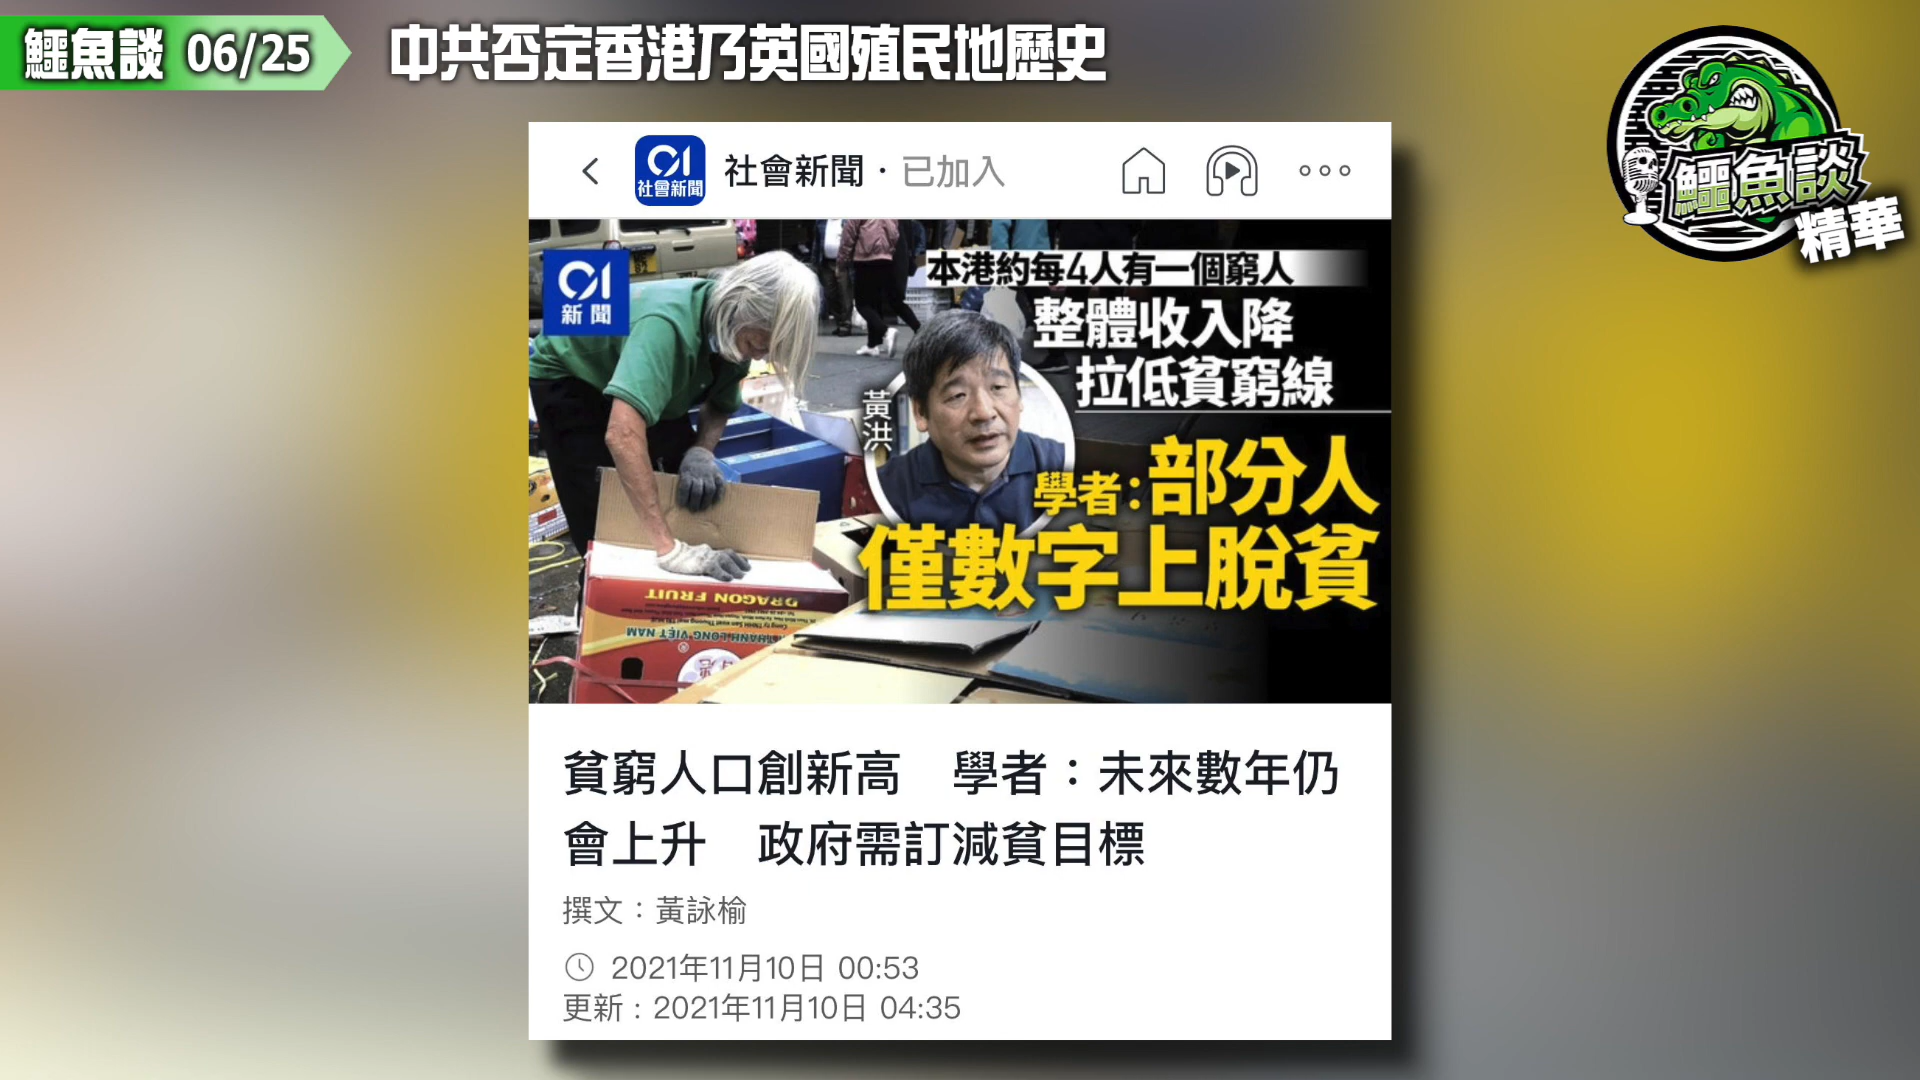 鱷魚談 06/25 中共否定香港乃英國殖民地歷史
鱷魚談
精華
01
社會新聞
社會新聞・已加入
01
新聞
本港約每4人有一個窮人
整體收入降
拉低貧窮線
黃洪
學者:部分人
僅數字上脫貧
DRAGON FRUIT
THANH LONG VIỆT NAM
貧窮人口創新高 學者：未來數年仍
會上升 政府需訂減貧目標
撰文：黃詠榆
2021年11月10日 00:53
更新：2021年11月10日 04:35